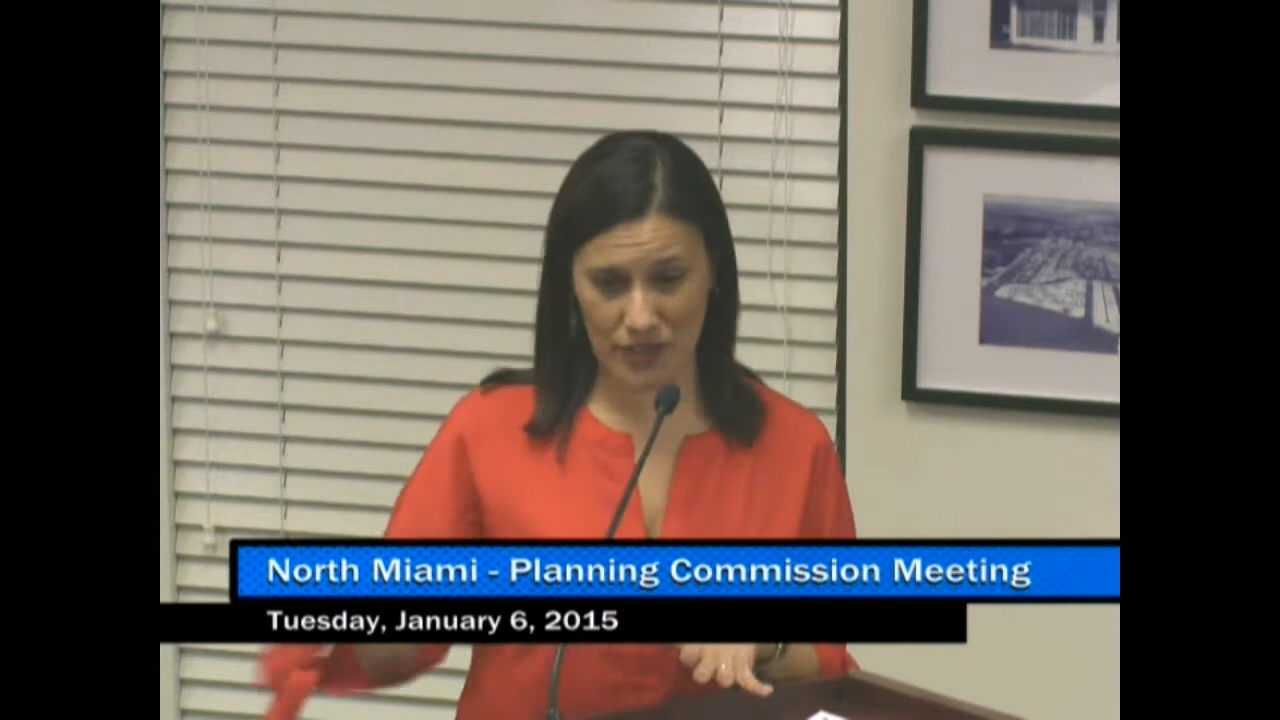 North Miami - Planning Commission Meeting
Tuesday, January 6, 2015